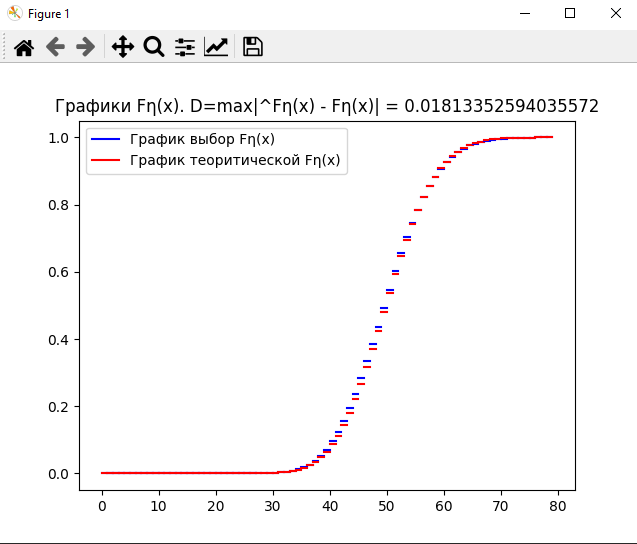 Figure 1
Графики Fη(x). D=max|^Fη(x) - Fη(x)| = 0.01813352594035572
График выбор Fη(x)
График теоритической Fη(x)
1.0
0.8
0.6
0.4
0.2
0.0
0 10 20 30 40 50 60 70 80